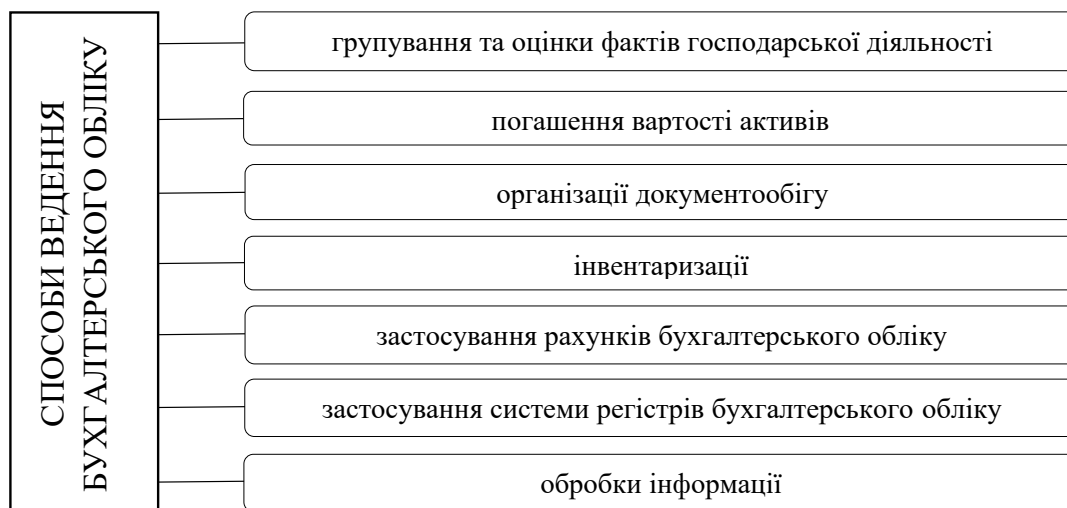 СПОСОБИ ВЕДЕННЯ
БУХГАЛТЕРСЬКОГО ОБЛІКУ
групування та оцінки фактів господарської діяльності
погашення вартості активів
організації документообігу
інвентаризації
застосування рахунків бухгалтерського обліку
застосування системи регістрів бухгалтерського обліку
обробки інформації